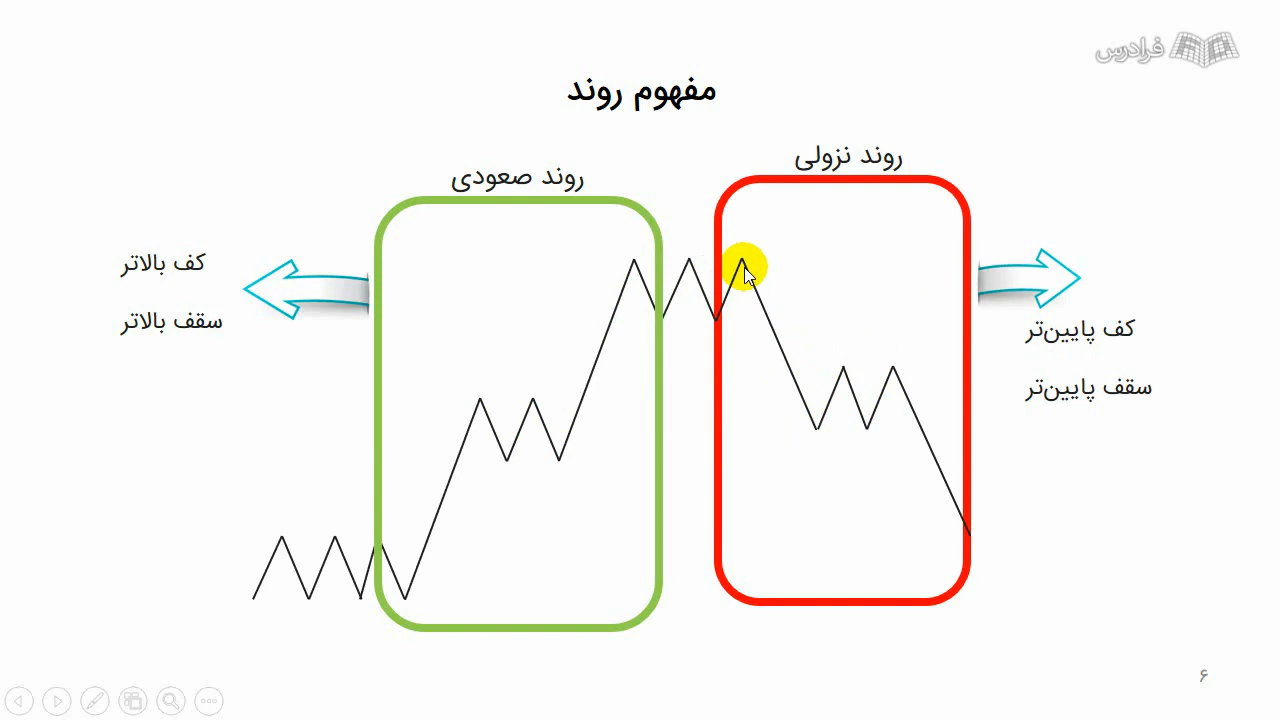 فرادرس
مفهوم روند
روند نزولی
روند صعودی
کف پایین‌تر
سقف پایین‌تر
کف بالاتر
سقف بالاتر
۶